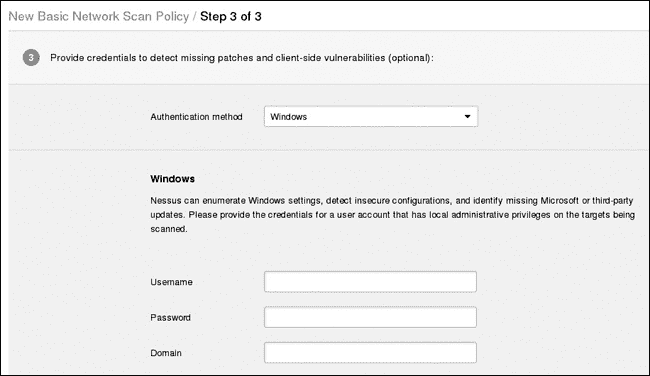 New Basic Network Scan Policy / Step 3 of 3
3 Provide credentials to detect missing patches and client-side vulnerabilities (optional):
Authentication method Windows
Windows
Nessus can enumerate Windows settings, detect insecure configurations, and identify missing Microsoft or third-party
updates. Please provide the credentials for a user account that has local administrative privileges on the targets being
scanned.
Username
Password
Domain